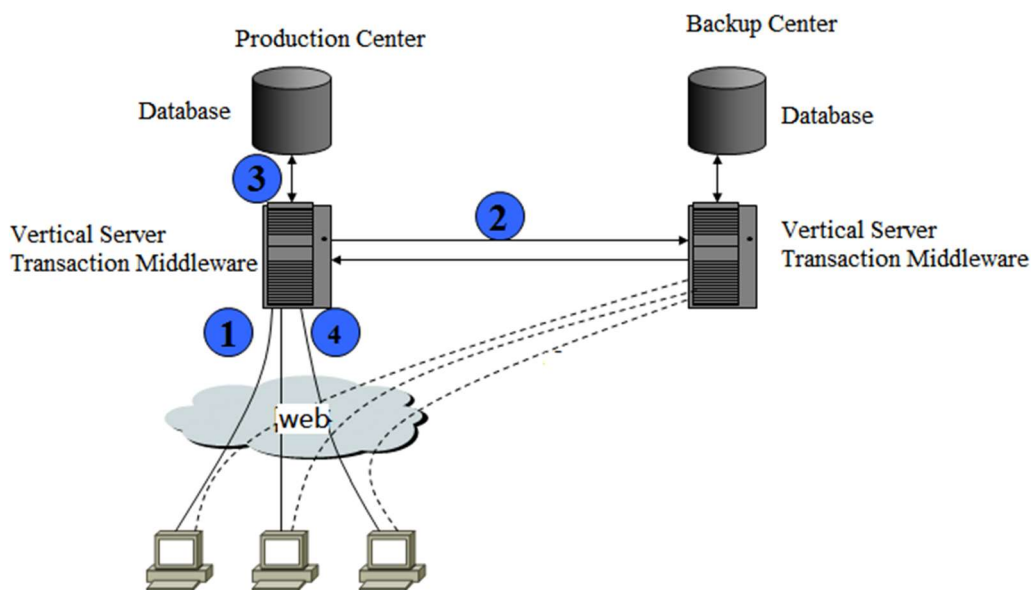 Production Center
Backup Center
Database
Database
3
2
Vertical Server
Transaction Middleware
Vertical Server
Transaction Middleware
1
4
web